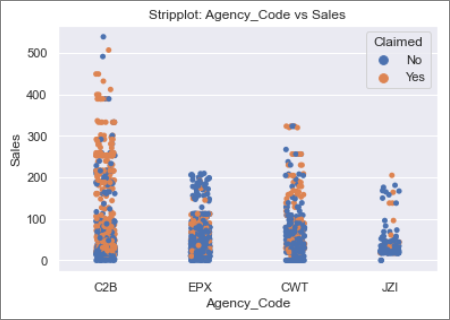 Stripplot: Agency_Code vs Sales
Claimed
No
Yes
500
400
300
200
100
0
Sales
C2B EPX CWT JZI
Agency_Code